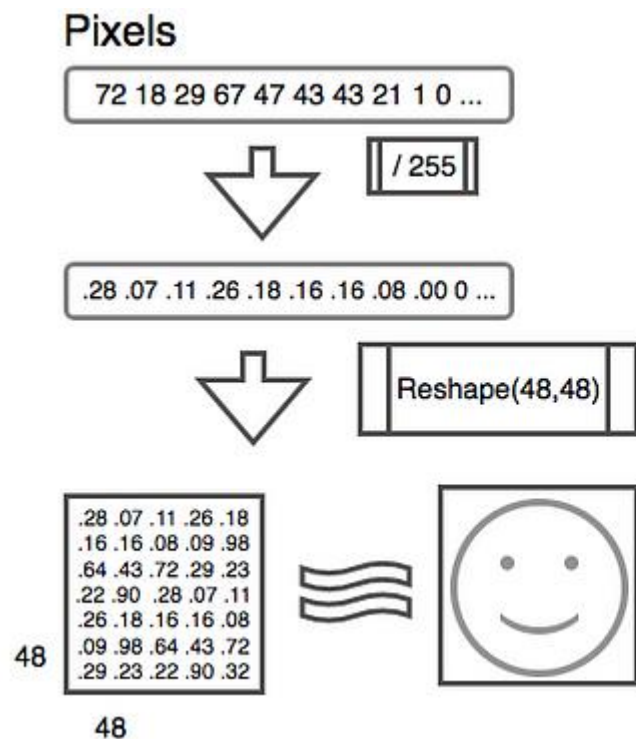 Pixels
72 18 29 67 47 43 43 21 1 0 ...
/ 255
.28 .07 .11 .26 .18 .16 .16 .08 .00 0 ...
Reshape(48,48)
.28 .07 .11 .26 .18
.16 .16 .08 .09 .98
.64 .43 .72 .29 .23
.22 .90 .28 .07 .11
.26 .18 .16 .16 .08
.09 .98 .64 .43 .72
.29 .23 .22 .90 .32
48
48